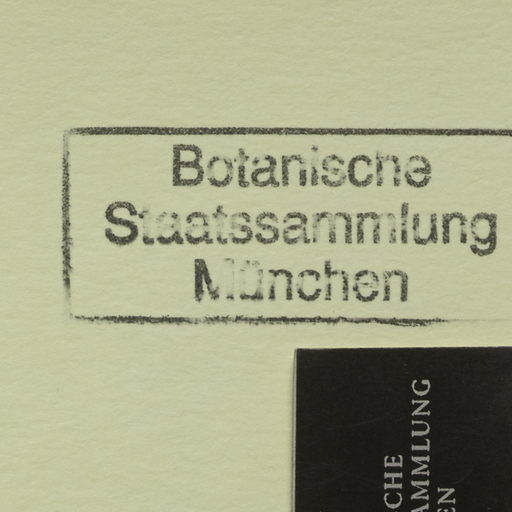 Botanische
Staatssammlung
München
CHE
AMMLUNG
EN